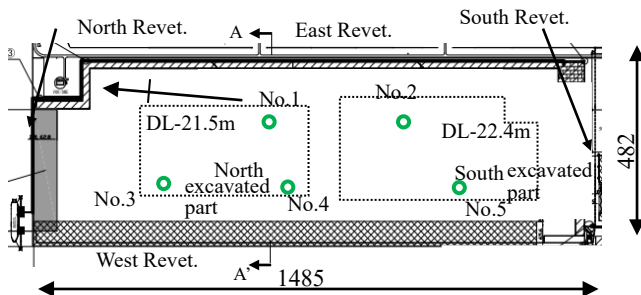 North Revet.
A
East Revet.
South Revet.
③
No.1
No.2
DL-21.5m
DL-22.4m
482
North
excavated
part
South excavated
part
No.3
No.4
No.5
West Revet.
A'
1485